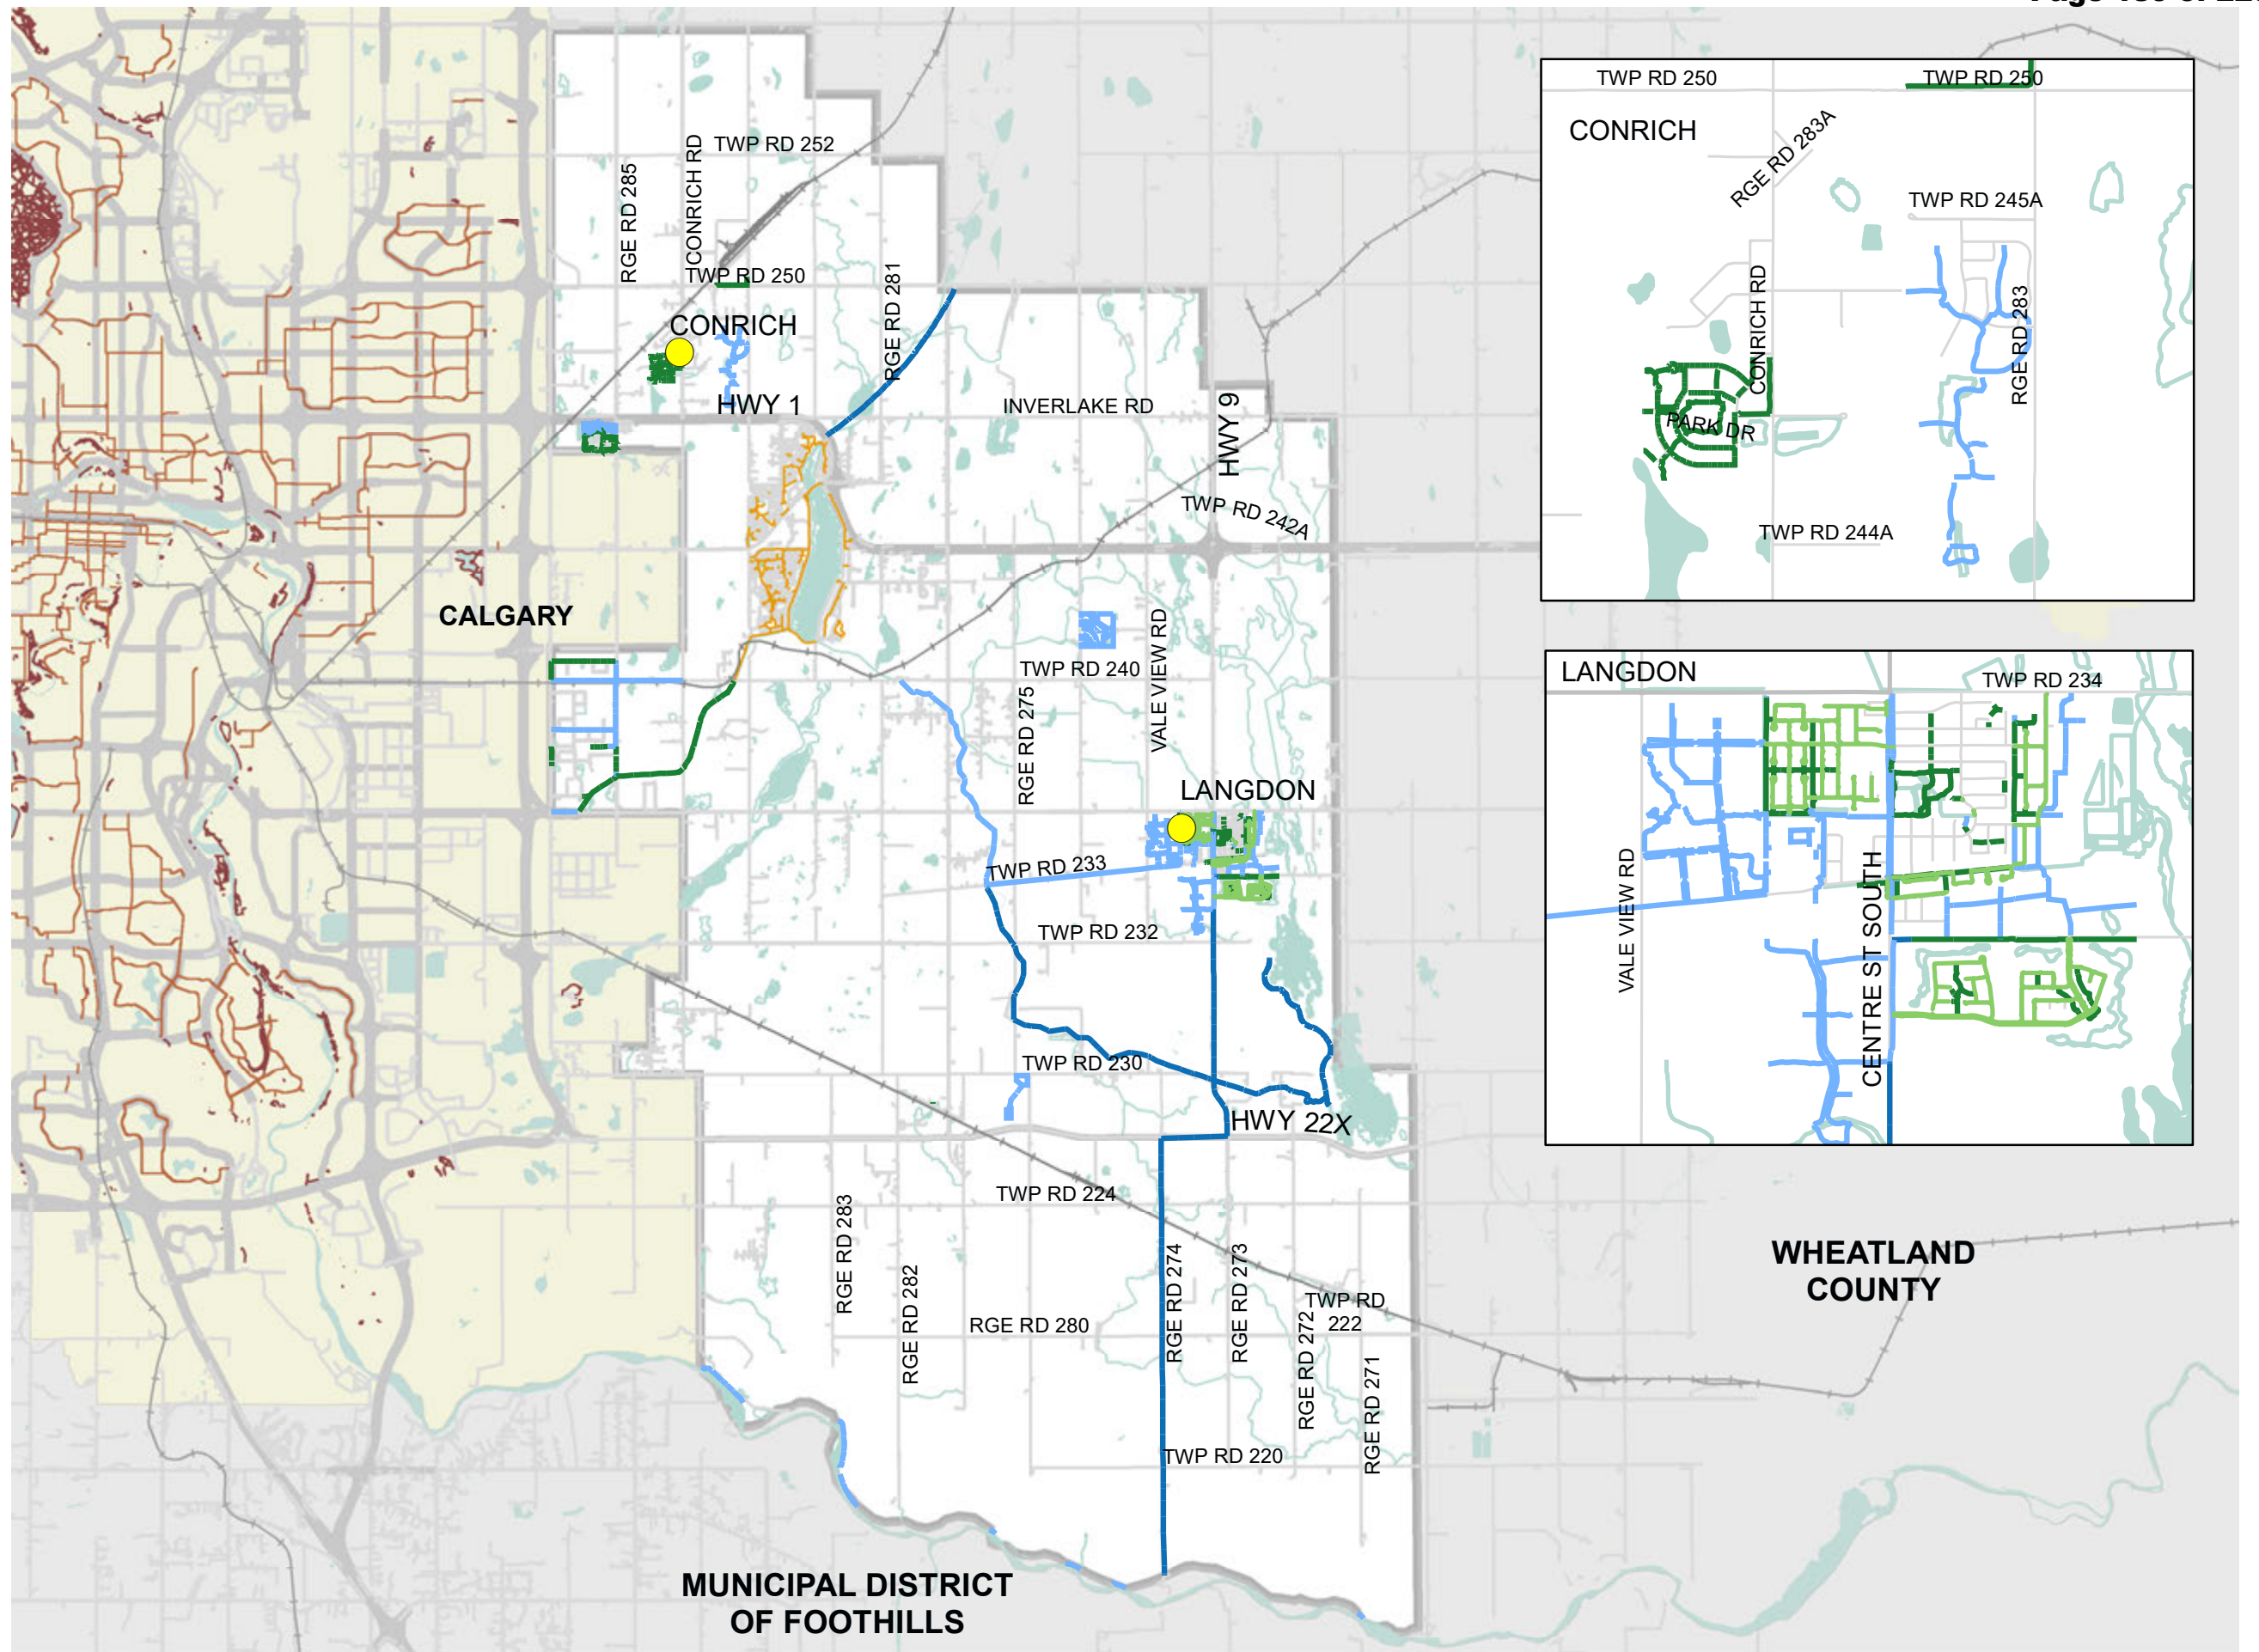 TWP RD 252
RGE RD 285
CONRICH RD
TWP RD 250
RGE RD 281
CONRICH
HWY 1
INVERLAKE RD
HWY 9
TWP RD 242A
CALGARY
TWP RD 240
RGE RD 275
VALE VIEW RD
LANGDON
TWP RD 233
TWP RD 232
TWP RD 230
HWY 22X
TWP RD 224
RGE RD 283
RGE RD 282
RGE RD 280
RGE RD 274
RGE RD 273
RGE RD 272
TWP RD
222
RGE RD 271
TWP RD 220
MUNICIPAL DISTRICT
OF FOOTHILLS
WHEATLAND
COUNTY
TWP RD 250
TWP RD 250
CONRICH
RGE RD 283A
TWP RD 245A
CONRICH RD
RGE RD 283
PARK DR
TWP RD 244A
LANGDON
TWP RD 234
VALE VIEW RD
CENTRE ST SOUTH